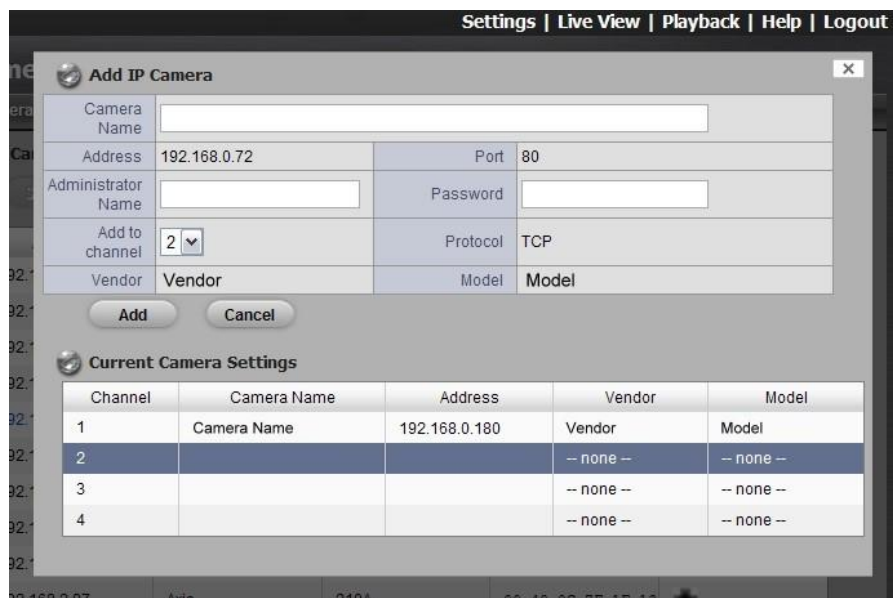 Settings | Live View | Playback | Help | Logout
Add IP Camera
Camera Name
Address 192.168.0.72 Port 80
Administrator Name Password
Add to channel 2 Protocol TCP
Vendor Vendor Model Model
Add Cancel
Current Camera Settings
Channel Camera Name Address Vendor Model
1 Camera Name 192.168.0.180 Vendor Model
2 -- none -- -- none --
3 -- none -- -- none --
4 -- none -- -- none --